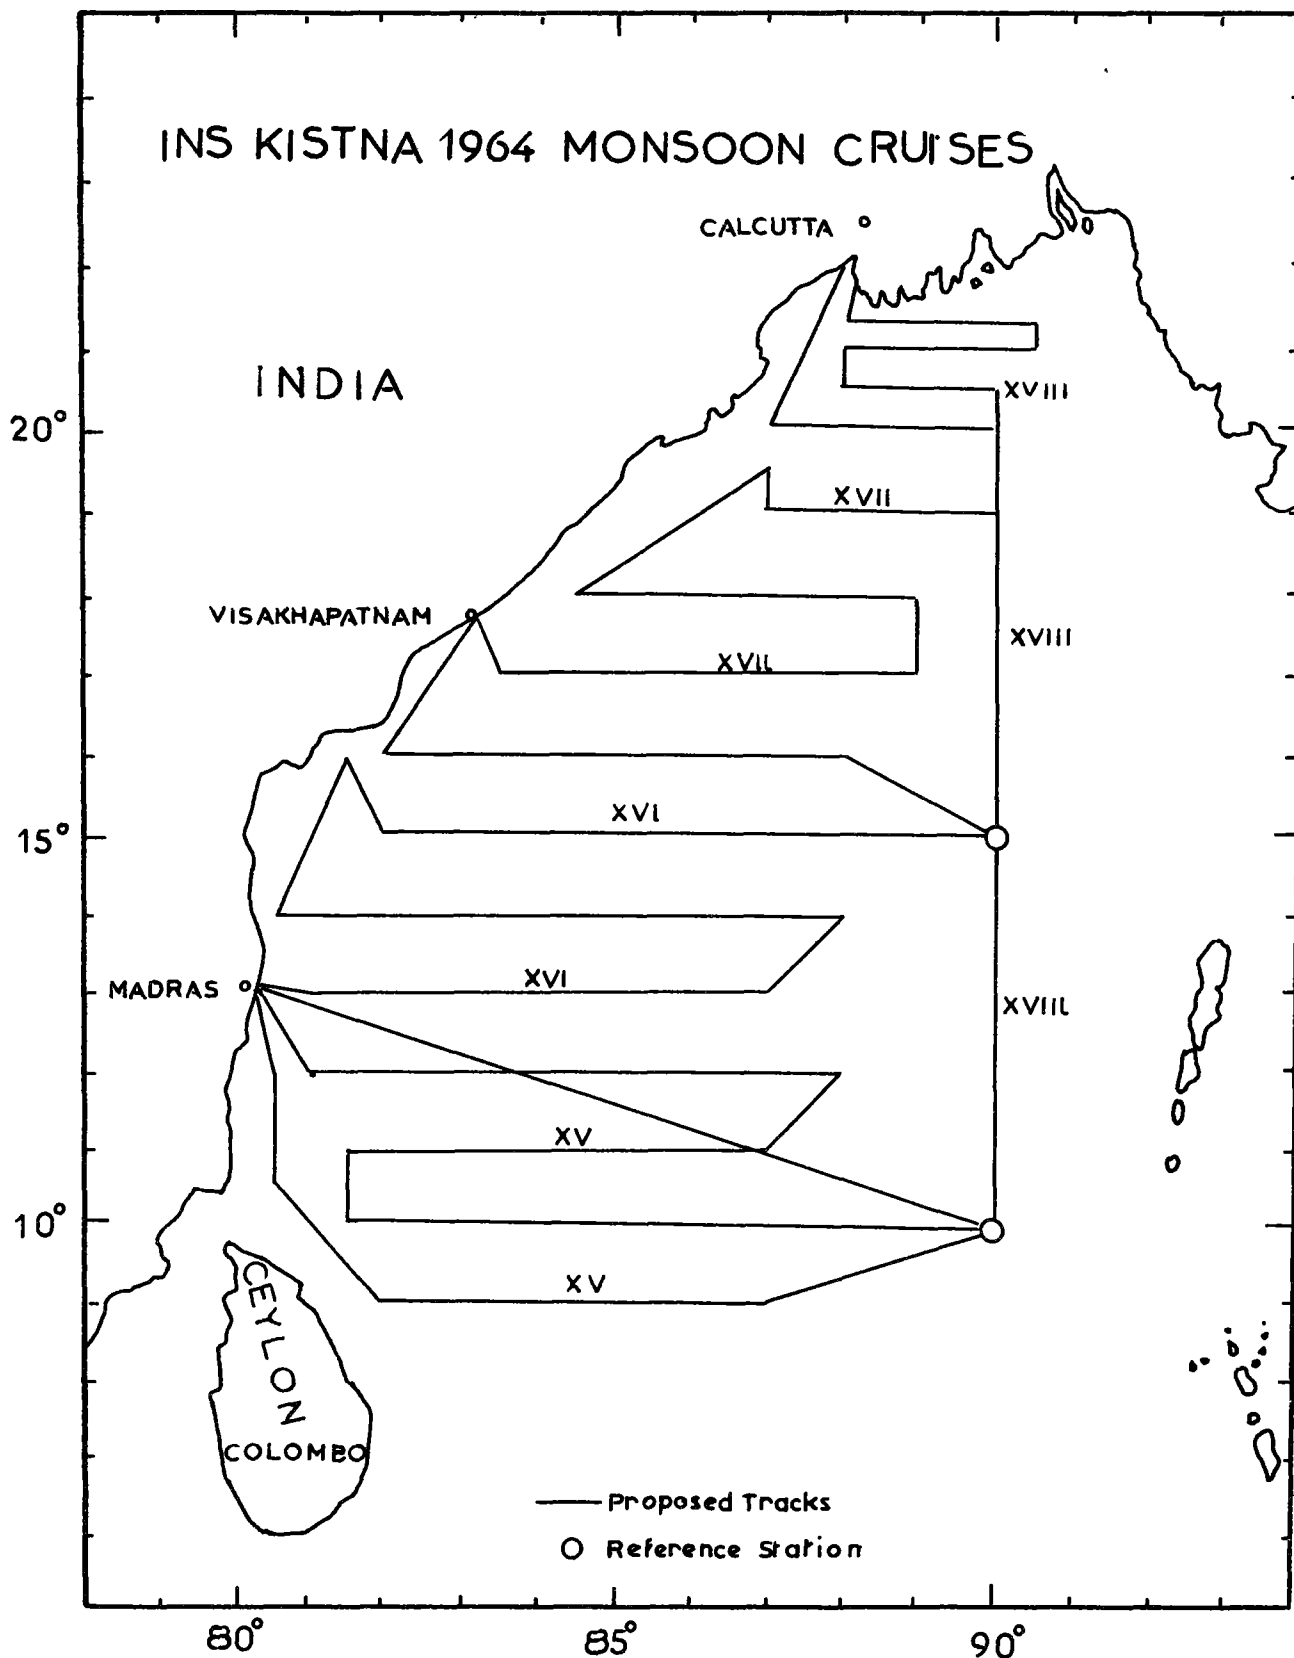 INS KISTNA 1964 MONSOON CRUISES
CALCUTTA
INDIA
XVIII
20°
XVII
VISAKHAPATNAM
XVIII
XVII
XVI
15°
XVI
MADRAS
XVIII
XV
10°
XV
CEYLON
COLOMBO
Proposed Tracks
Reference Station
80°
85°
90°